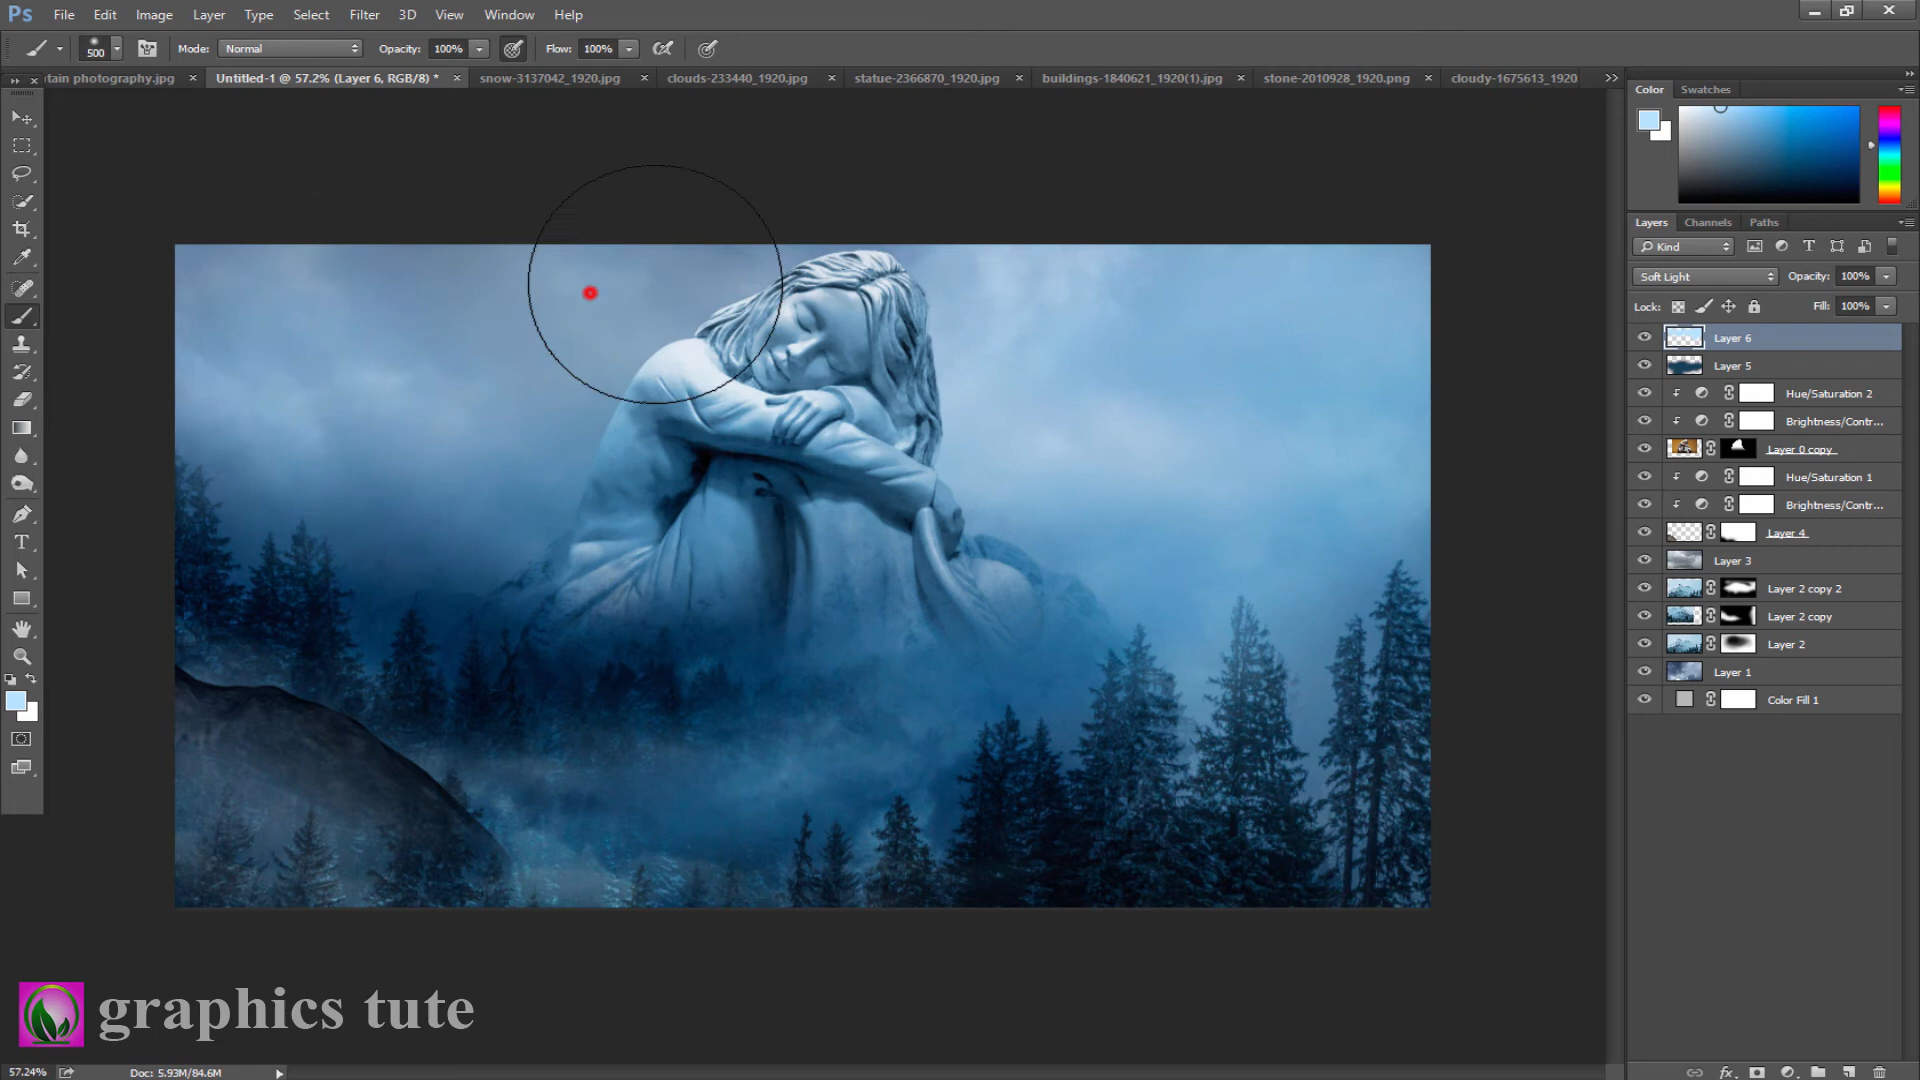 Ps File Edit Image Layer Type Select Filter 3D View Window Help
500 Mode: Normal Opacity: 100% Flow: 100%
tain photography.jpg Untitled-1 @ 57.2% (Layer 6, RGB/8) * snow-3137042_1920.jpg clouds-233440_1920.jpg statue-2366870_1920.jpg buildings-1840621_1920(1).jpg stone-2010928_1920.png cloudy-1675613_1920
Color Swatches
Layers Channels Paths
Kind
Soft Light Opacity: 100%
Lock: Fill: 100%
Layer 6
Layer 5
Hue/Saturation 2
Brightness/Contr...
Layer 0 copy
Hue/Saturation 1
Brightness/Contr...
Layer 4
Layer 3
Layer 2 copy 2
Layer 2 copy
Layer 2
Layer 1
Color Fill 1
graphics tute
57.24% Doc: 5.93M/84.6M
fx